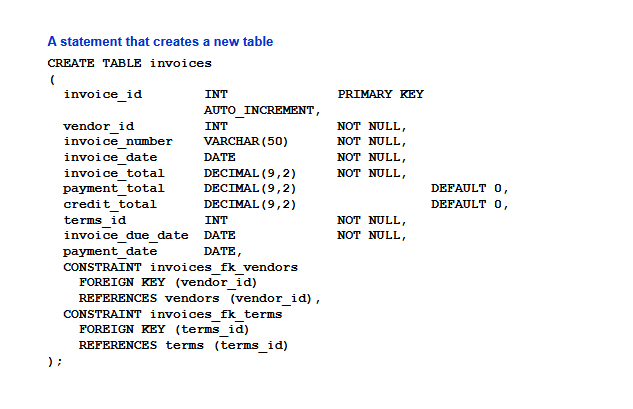 A statement that creates a new table
CREATE TABLE invoices
(
invoice_id INT PRIMARY KEY
AUTO_INCREMENT,
vendor_id INT NOT NULL,
invoice_number VARCHAR(50) NOT NULL,
invoice_date DATE NOT NULL,
invoice_total DECIMAL(9,2) NOT NULL,
payment_total DECIMAL(9,2) DEFAULT 0,
credit_total DECIMAL(9,2) DEFAULT 0,
terms_id INT NOT NULL,
invoice_due_date DATE NOT NULL,
payment_date DATE,
CONSTRAINT invoices_fk_vendors
FOREIGN KEY (vendor_id)
REFERENCES vendors (vendor_id),
CONSTRAINT invoices_fk_terms
FOREIGN KEY (terms_id)
REFERENCES terms (terms_id)
);